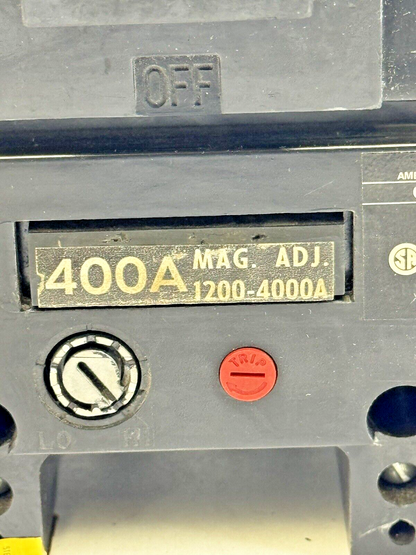 OFF
400A MAG. ADJ.
1200-4000A
TRIP
LO HI